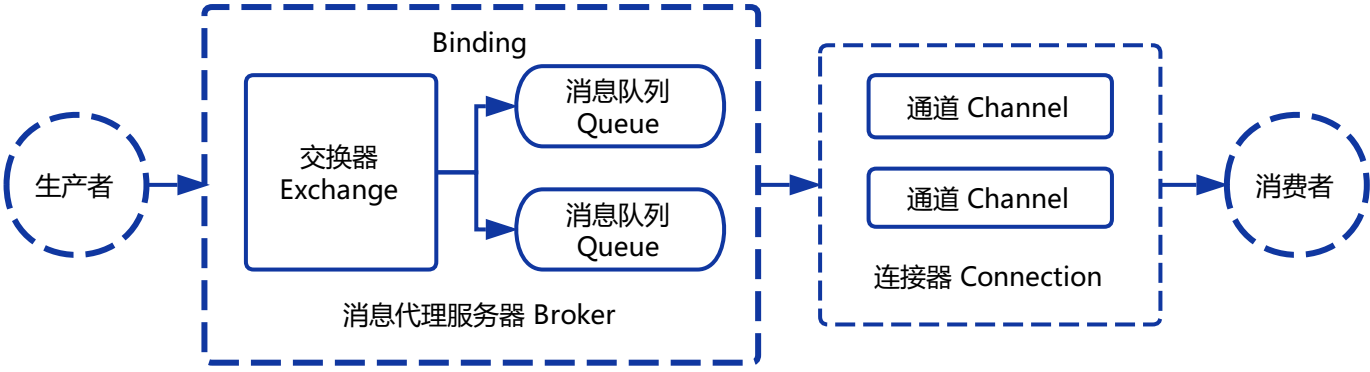 生产者
Binding
交换器
Exchange
消息队列
Queue
消息队列
Queue
消息代理服务器 Broker
通道 Channel
通道 Channel
连接器 Connection
消费者